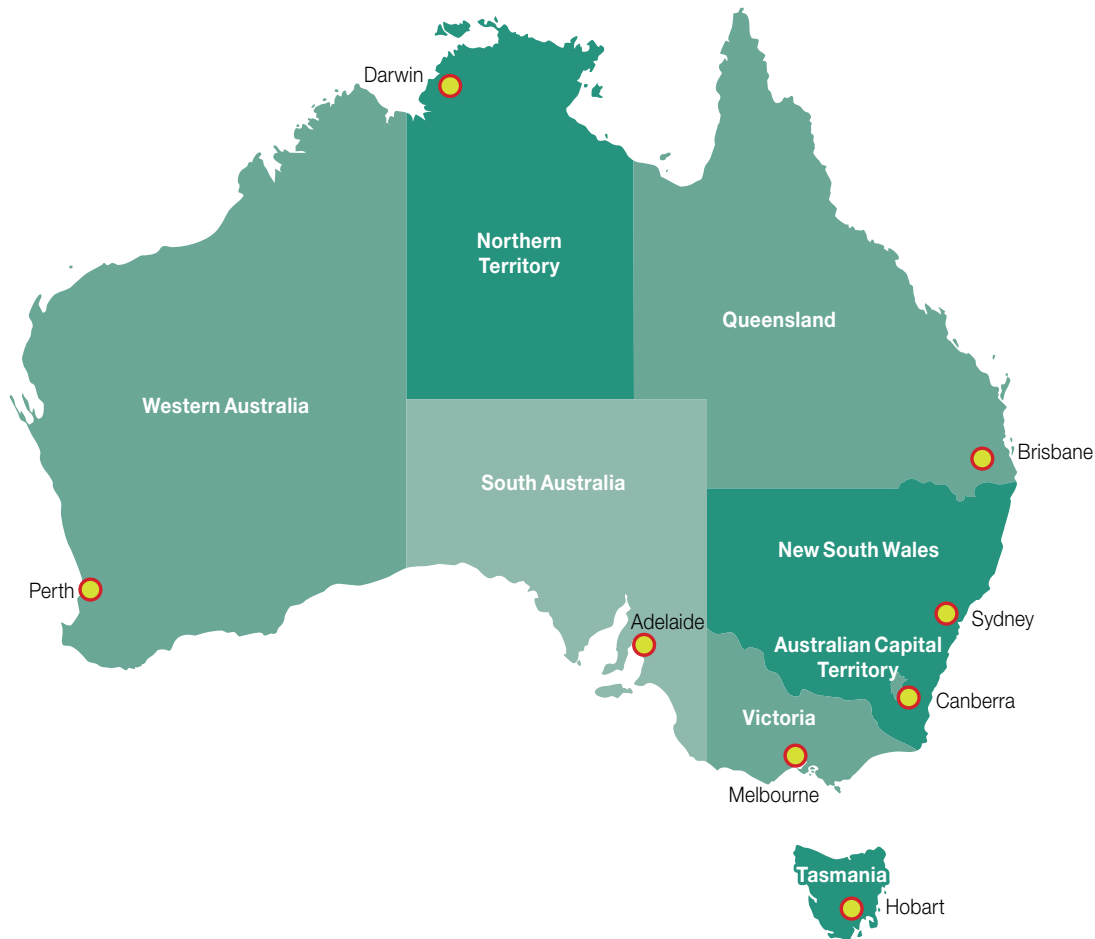 Darwin
Northern
Territory
Queensland
Western Australia
Brisbane
South Australia
New South Wales
Perth
Sydney
Adelaide
Australian Capital
Territory
Canberra
Victoria
Melbourne
Tasmania
Hobart